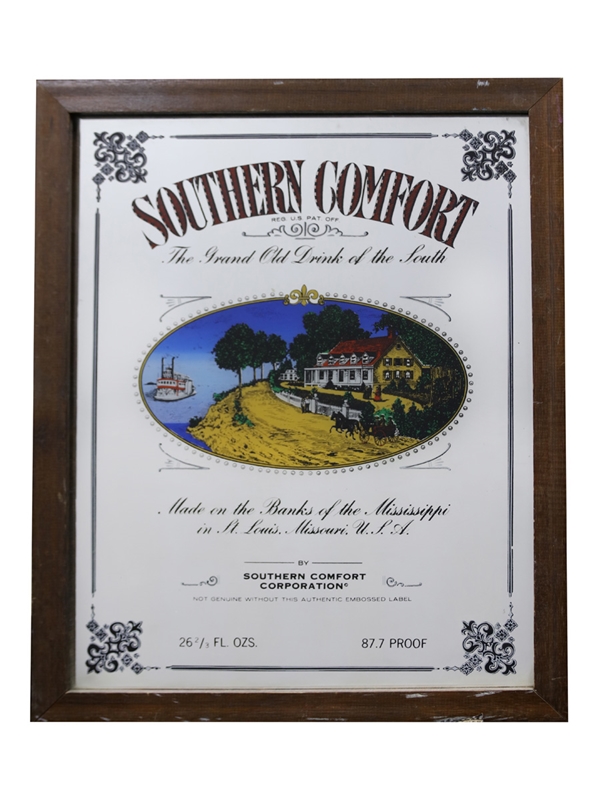 SOUTHERN COMFORT
REG. U.S. PAT. OFF.
The Grand Old Drink of the South
Made on the Banks of the Mississippi
in St. Louis, Missouri, U.S.A.
BY
SOUTHERN COMFORT
CORPORATION©
NOT GENUINE WITHOUT THIS AUTHENTIC EMBOSSED LABEL
26 2/3 FL. OZS. 87.7 PROOF